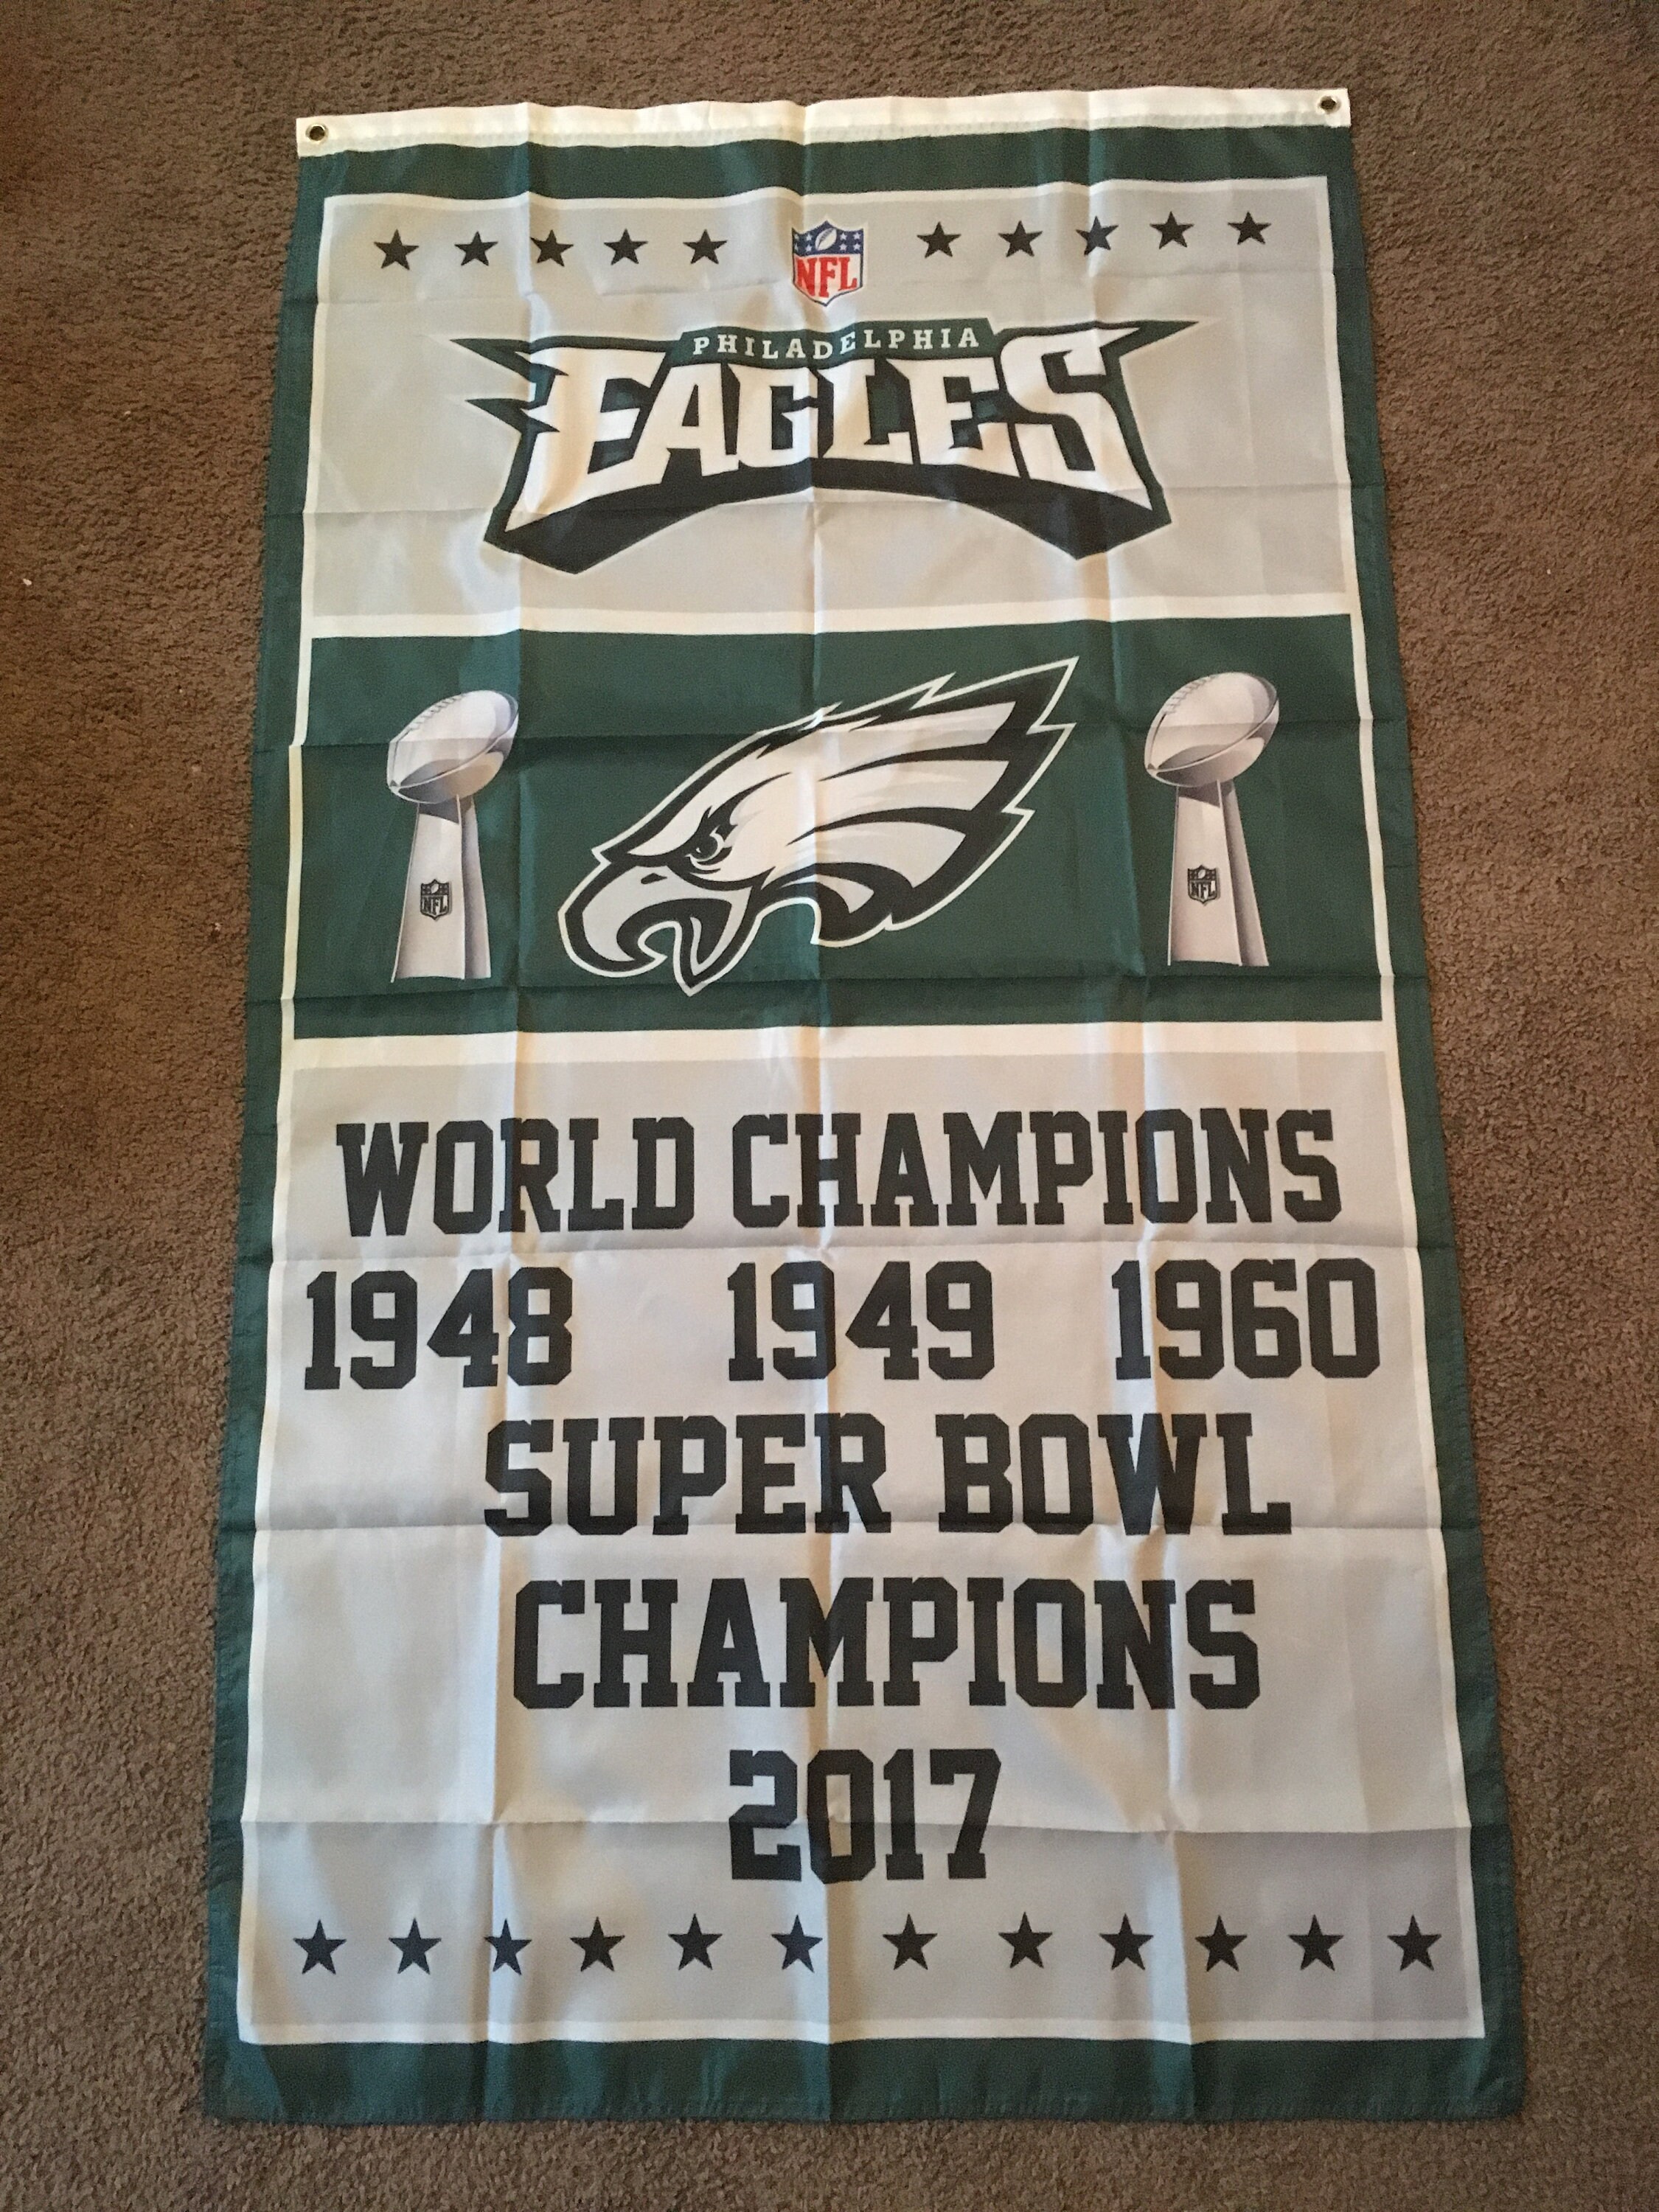 NFL
PHILADELPHIA
EAGLES
NFL NFL
WORLD CHAMPIONS
1948 1949 1960
SUPER BOWL
CHAMPIONS
2017